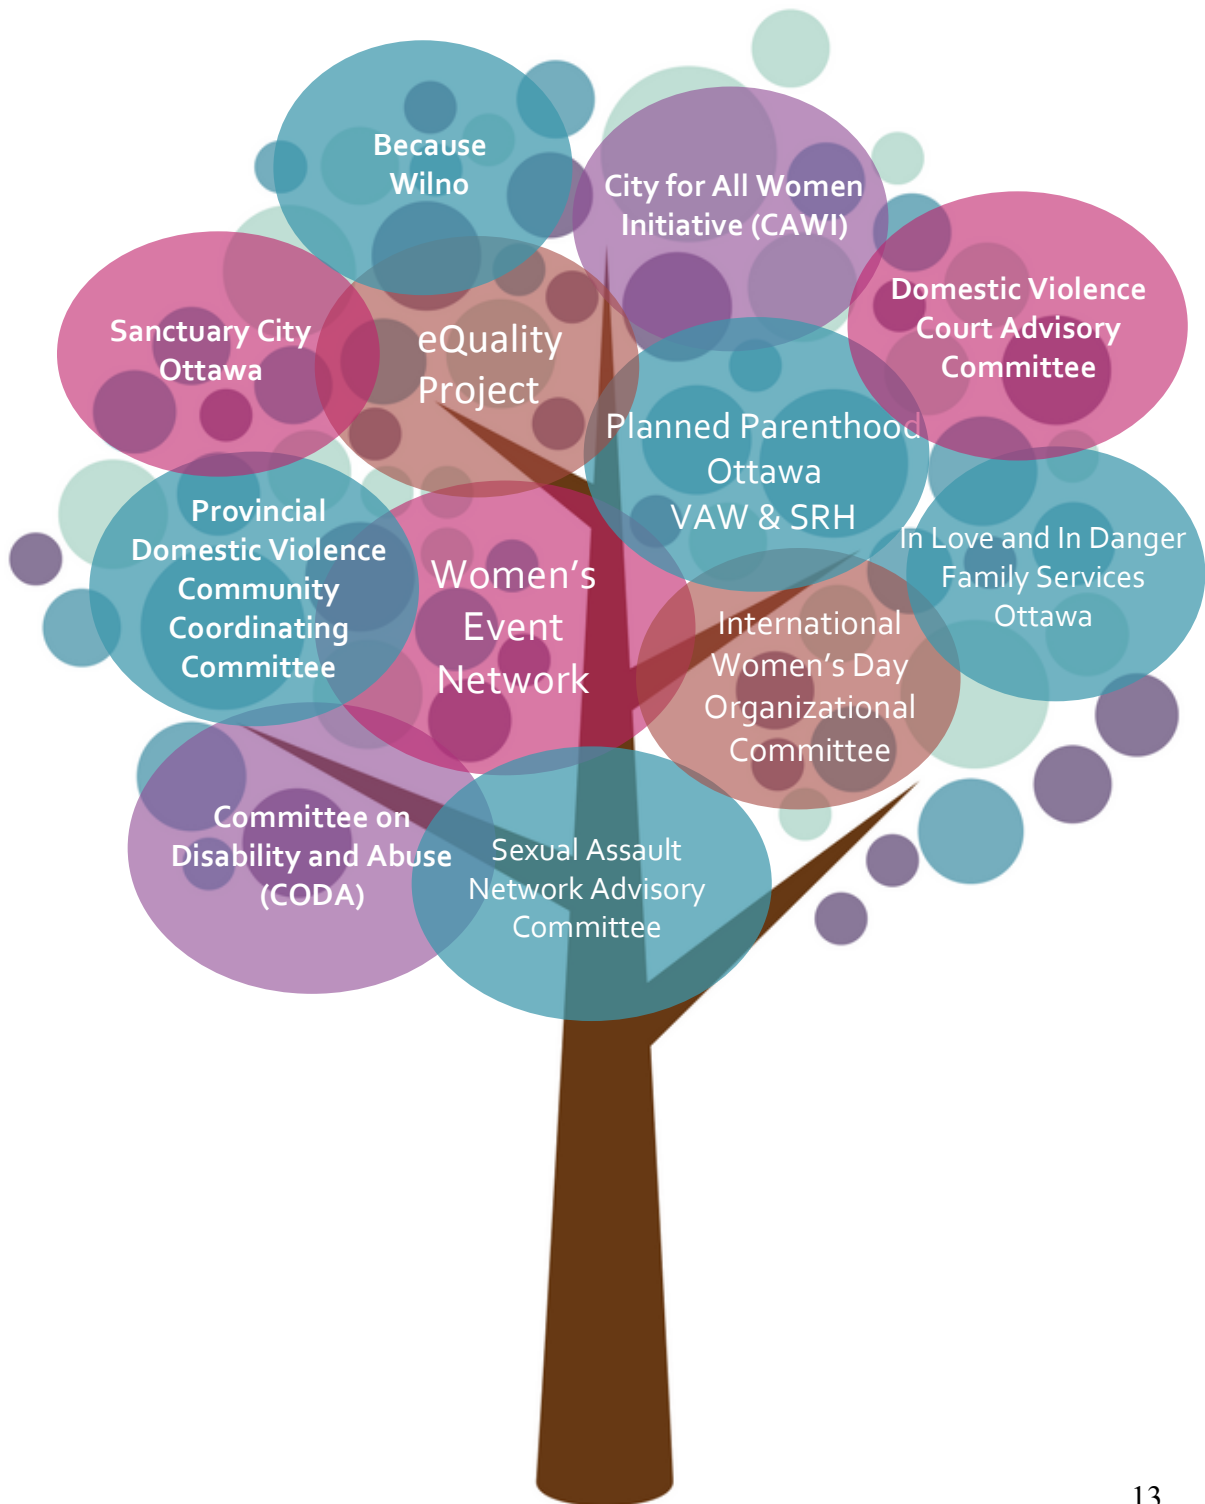 Because
Wilno
City for All Women
Initiative (CAWI)
Domestic Violence
Court Advisory
Committee
Sanctuary City
Ottawa
eQuality
Project
Planned Parenthood
Ottawa
VAW & SRH
Provincial
Domestic Violence
Community
Coordinating
Committee
Women's
Event
Network
In Love and In Danger
Family Services
Ottawa
International
Women's Day
Organizational
Committee
Committee on
Disability and Abuse
(CODA)
Sexual Assault
Network Advisory
Committee
13